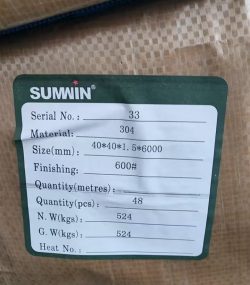 SUMWIN®
Serial No.: 33
Material: 304
Size(mm): 40*40*1.5*6000
Finishing: 600#
Quantity(metres):
Quantity(pcs): 48
N. W(kgs): 524
G. W(kgs): 524
Heat No.: